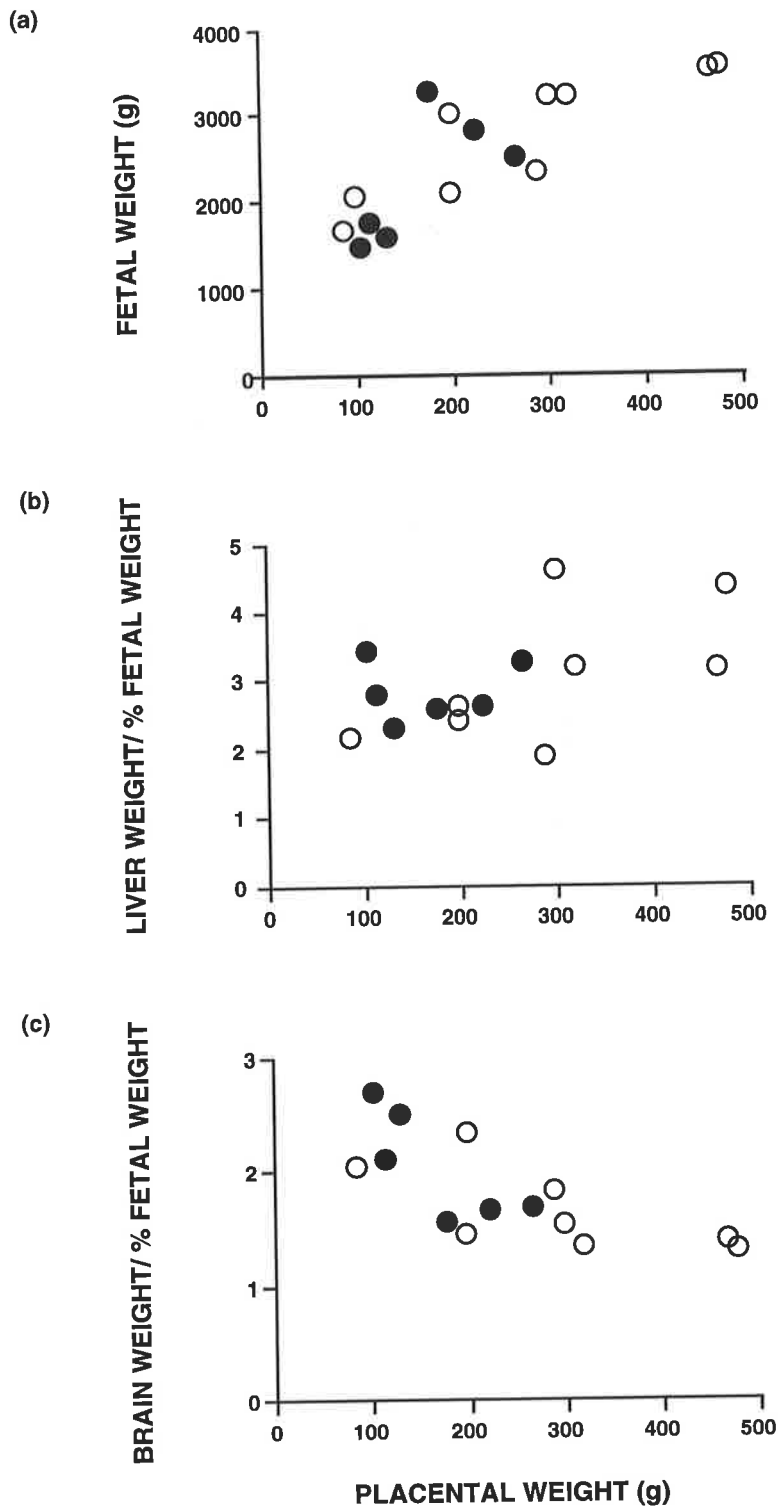 (a)
FETAL WEIGHT (g)
4000
3000
2000
1000
0
0 100 200 300 400 500
(b)
LIVER WEIGHT/ % FETAL WEIGHT
5
4
3
2
1
0
0 100 200 300 400 500
(c)
BRAIN WEIGHT/ % FETAL WEIGHT
3
2
1
0
0 100 200 300 400 500
PLACENTAL WEIGHT (g)